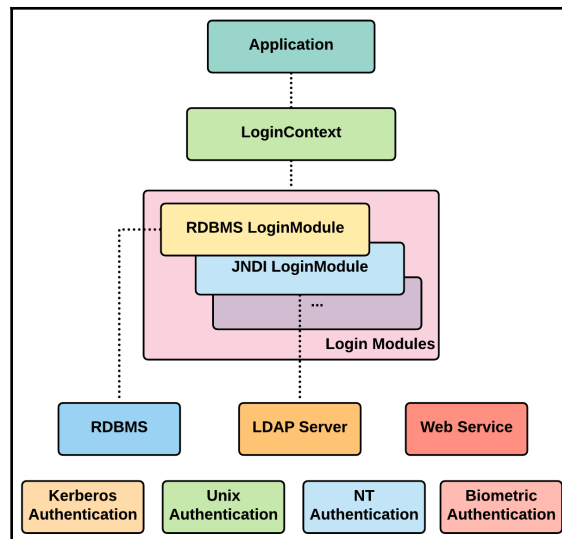 Application
LoginContext
RDBMS LoginModule
JNDI LoginModule
...
Login Modules
RDBMS
LDAP Server
Web Service
Kerberos
Authentication
Unix
Authentication
NT
Authentication
Biometric
Authentication